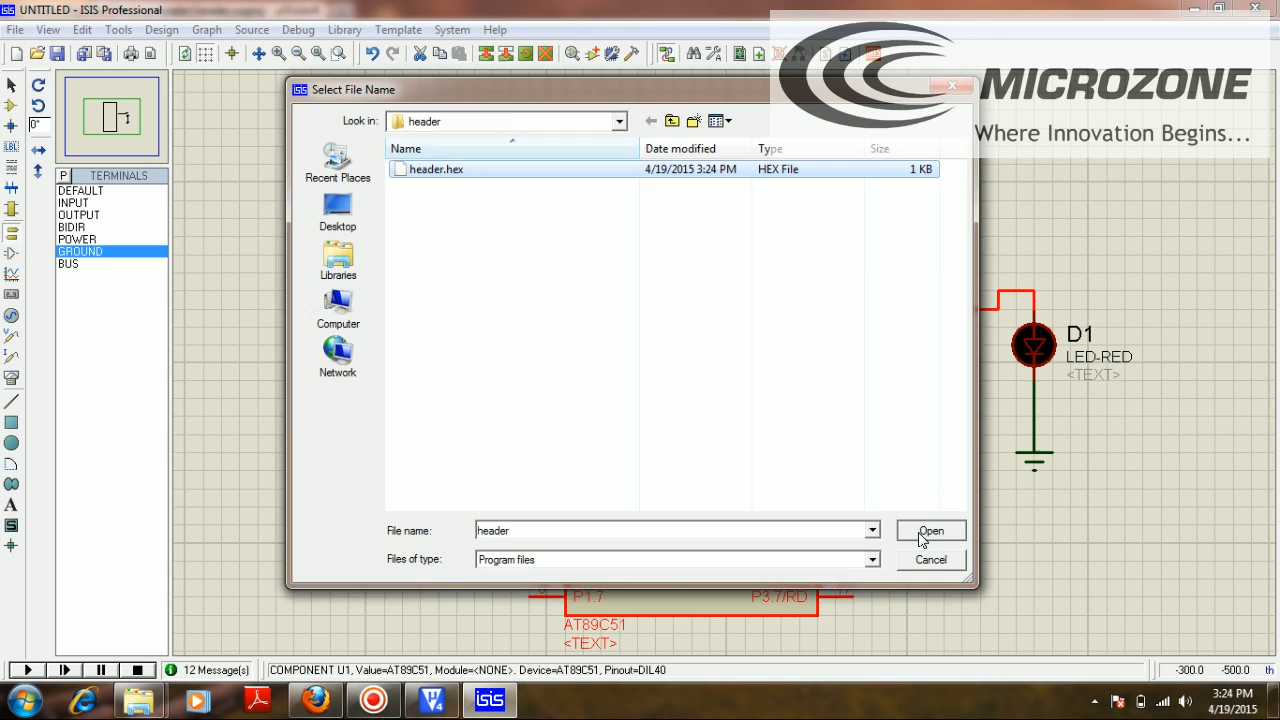 UNTITLED - ISIS Professional
File View Edit Tools Design Graph Source Debug Library Template System Help
MICROZONE
Where Innovation Begins...
Select File Name
Look in: header
Name Date modified Type Size
header.hex 4/19/2015 3:24 PM HEX File 1 KB
Recent Places
Desktop
Libraries
Computer
Network
File name: header Open
Files of type: Program files Cancel
0°
P TERMINALS
DEFAULT
INPUT
OUTPUT
BIDIR
POWER
GROUND
BUS
D1
LED-RED
<TEXT>
P1.7 P3.7/RD
AT89C51
<TEXT>
12 Message(s) COMPONENT U1, Value=AT89C51, Module=<NONE>. Device=AT89C51, Pinout=DIL40 -300.0 -500.0 th
isis
3:24 PM
4/19/2015